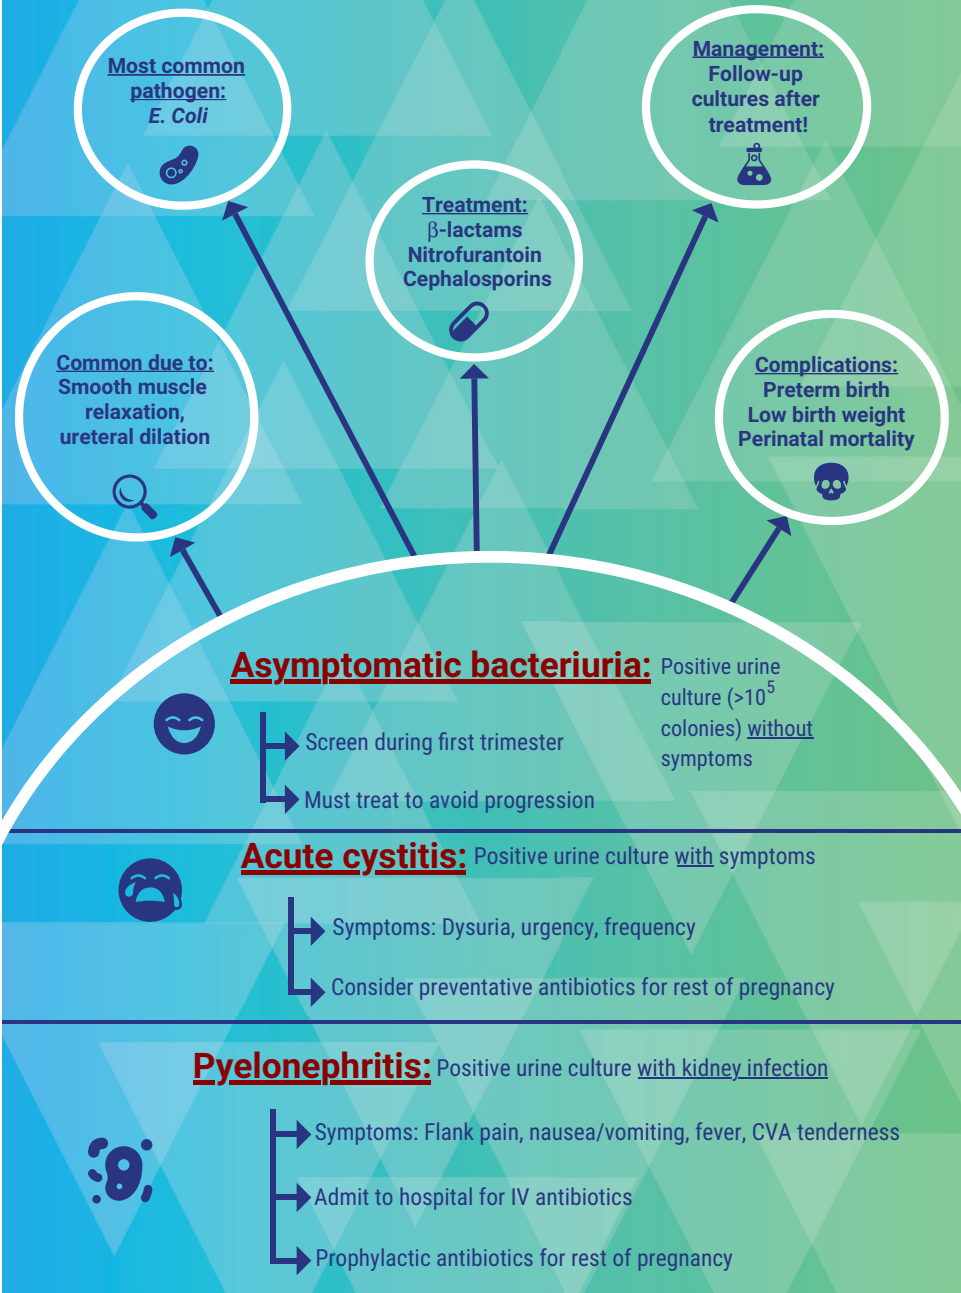 Most common
pathogen:
E. Coli
Management:
Follow-up
cultures after
treatment!
Treatment:
β-lactams
Nitrofurantoin
Cephalosporins
Common due to:
Smooth muscle
relaxation,
ureteral dilation
Complications:
Preterm birth
Low birth weight
Perinatal mortality
Asymptomatic bacteriuria: Positive urine
culture (>10⁵
colonies) without
symptoms
Screen during first trimester
Must treat to avoid progression
Acute cystitis: Positive urine culture with symptoms
Symptoms: Dysuria, urgency, frequency
Consider preventative antibiotics for rest of pregnancy
Pyelonephritis: Positive urine culture with kidney infection
Symptoms: Flank pain, nausea/vomiting, fever, CVA tenderness
Admit to hospital for IV antibiotics
Prophylactic antibiotics for rest of pregnancy